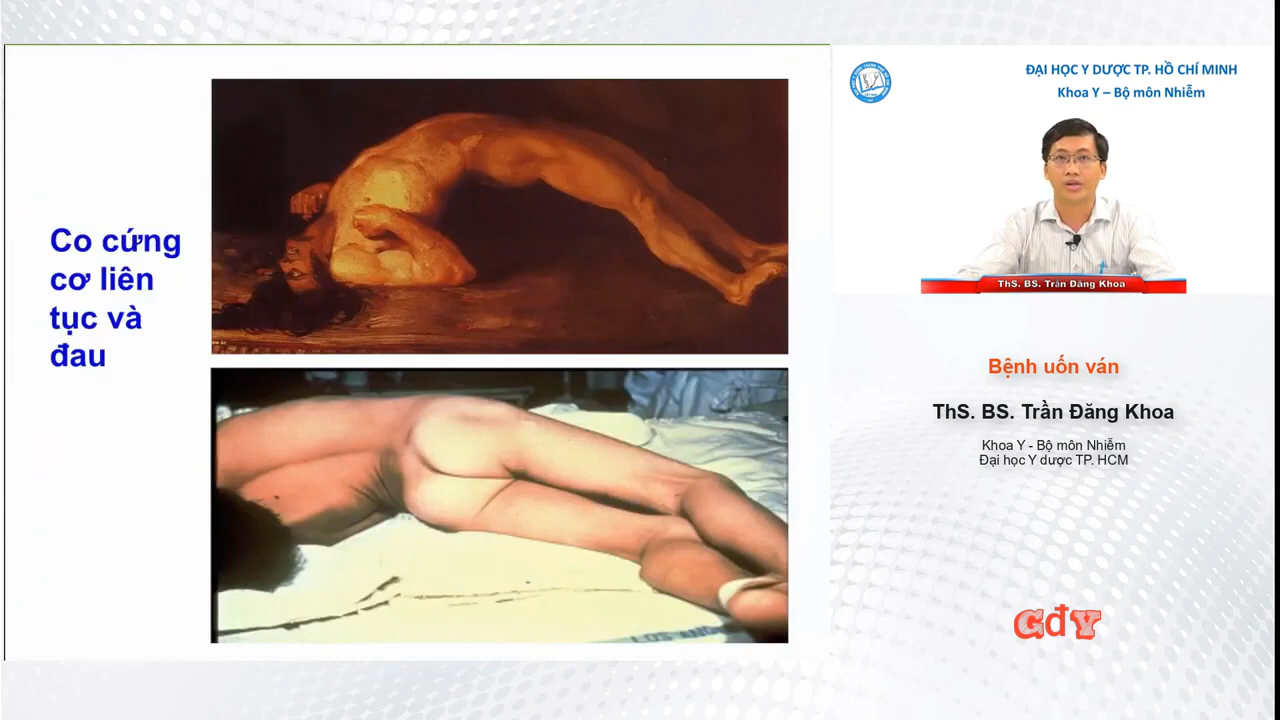 Co cứng
cơ liên
tục và
đau
ĐẠI HỌC Y DƯỢC TP. HỒ CHÍ MINH
Khoa Y – Bộ môn Nhiễm
ThS. BS. Trần Đăng Khoa
Bệnh uốn ván
ThS. BS. Trần Đăng Khoa
Khoa Y - Bộ môn Nhiễm
Đại học Y dược TP. HCM
GđY
LOS ANG